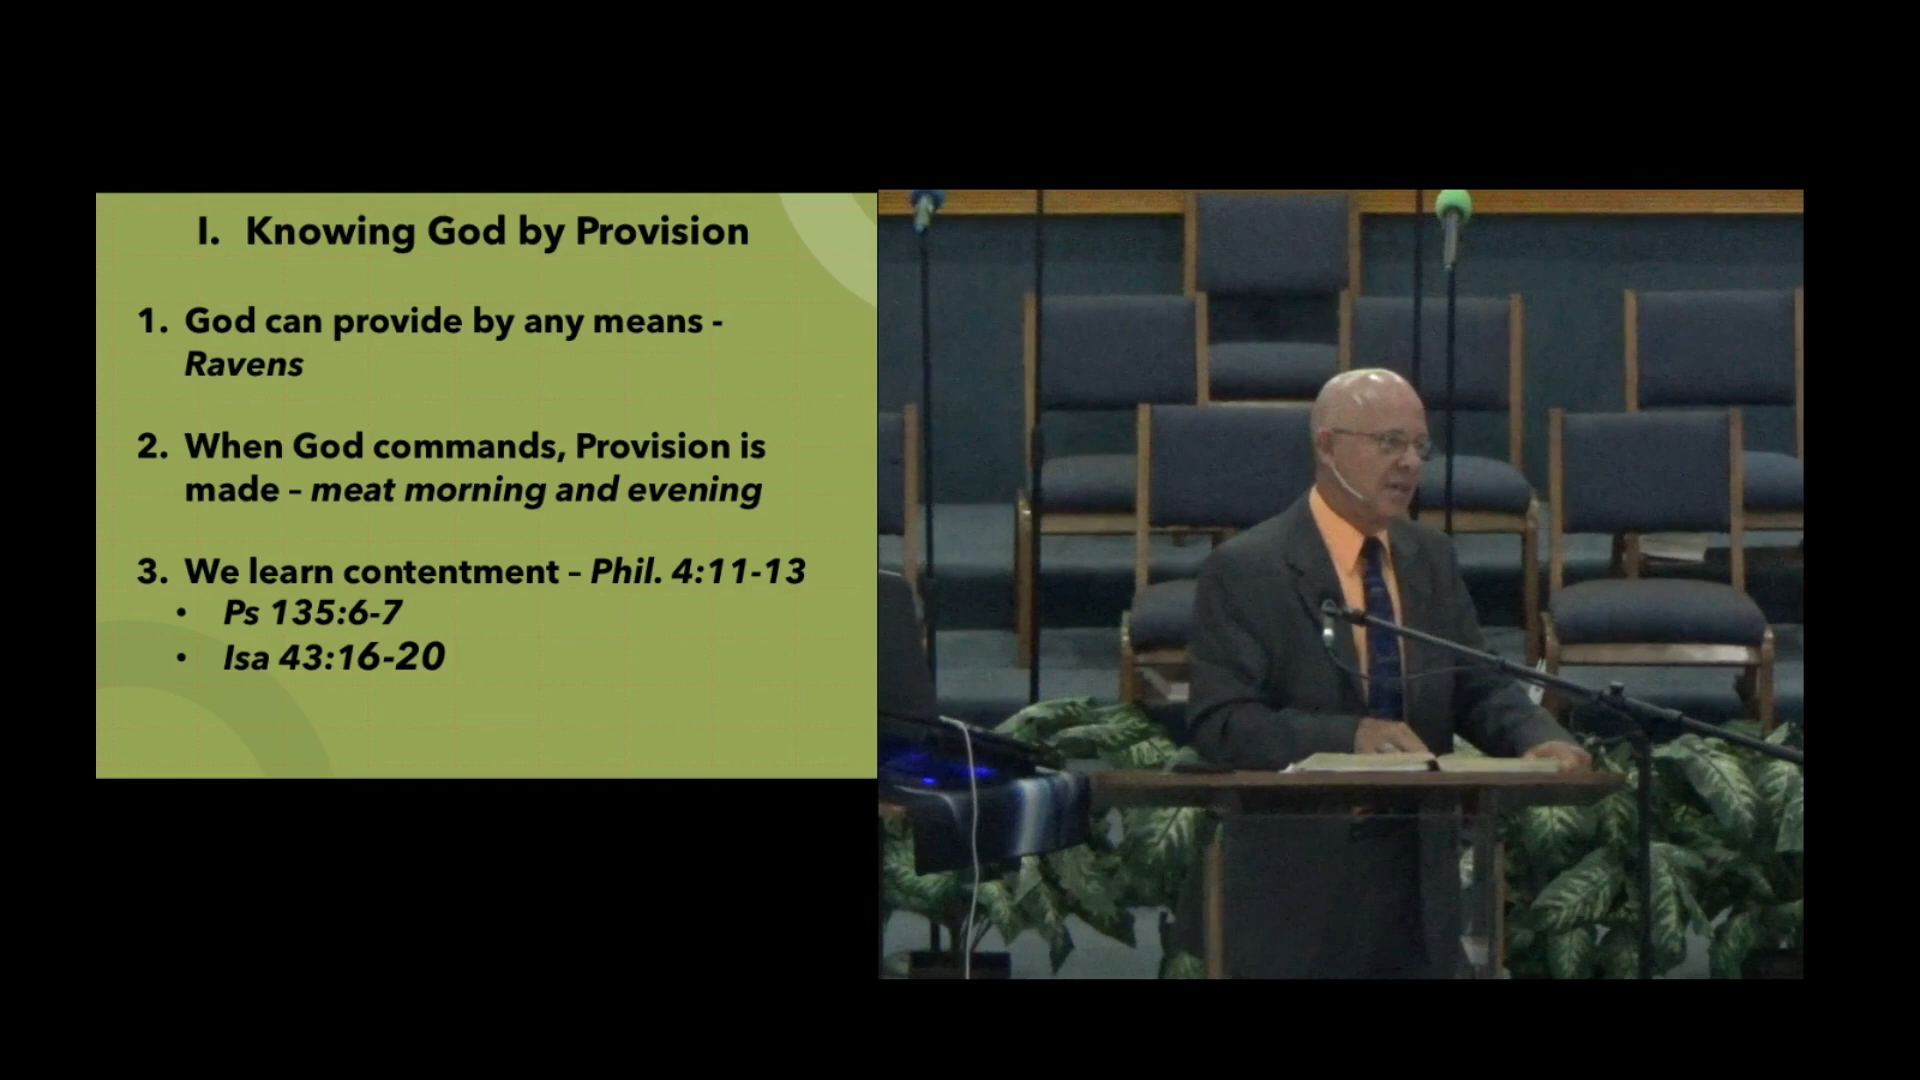 I. Knowing God by Provision
1. God can provide by any means -
Ravens
2. When God commands, Provision is
made – meat morning and evening
3. We learn contentment – Phil. 4:11-13
• Ps 135:6-7
• Isa 43:16-20